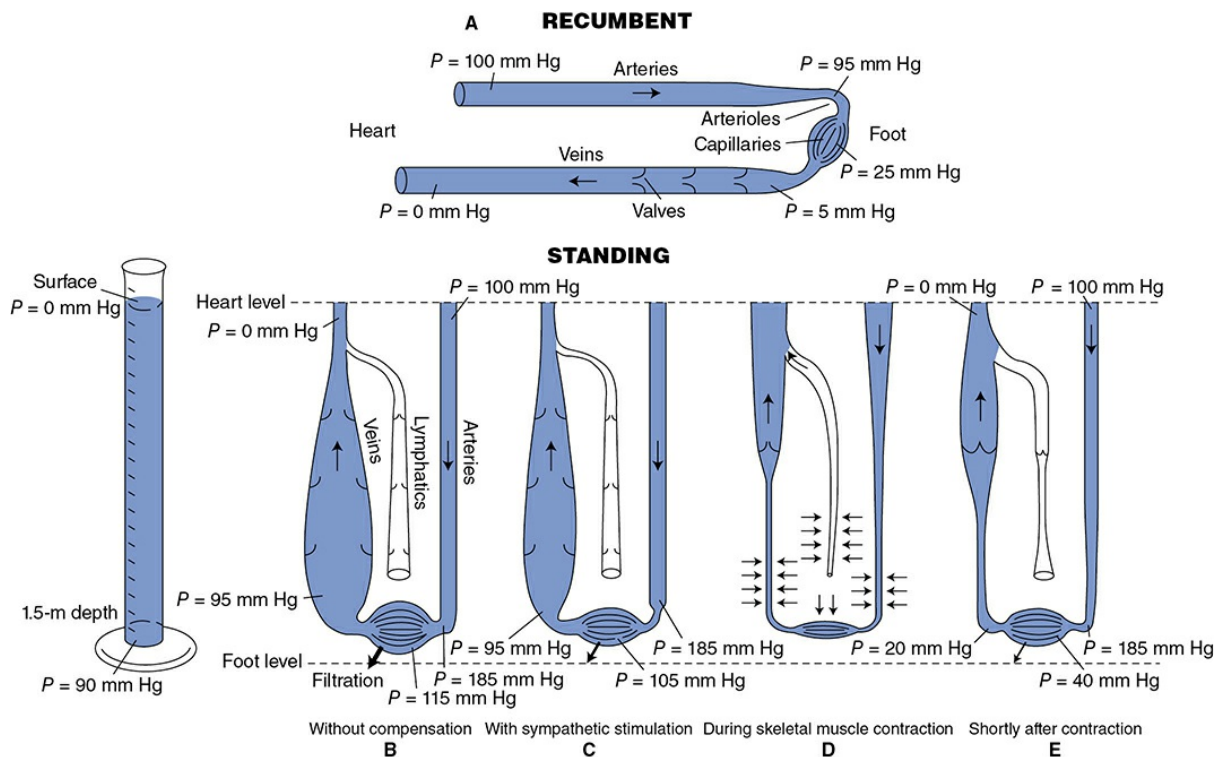 A
RECUMBENT
P = 100 mm Hg
Arteries
P = 95 mm Hg
Arterioles
Heart
Capillaries
Foot
Veins
P = 25 mm Hg
P = 0 mm Hg
Valves
P = 5 mm Hg
STANDING
Surface
P = 0 mm Hg
1.5-m depth
P = 90 mm Hg
Heart level
P = 0 mm Hg
P = 100 mm Hg
Veins
Lymphatics
Arteries
P = 95 mm Hg
Foot level
Filtration
P = 185 mm Hg
P = 115 mm Hg
P = 95 mm Hg
P = 185 mm Hg
P = 105 mm Hg
P = 0 mm Hg
P = 100 mm Hg
P = 20 mm Hg
P = 185 mm Hg
P = 40 mm Hg
Without compensation
B
With sympathetic stimulation
C
During skeletal muscle contraction
D
Shortly after contraction
E